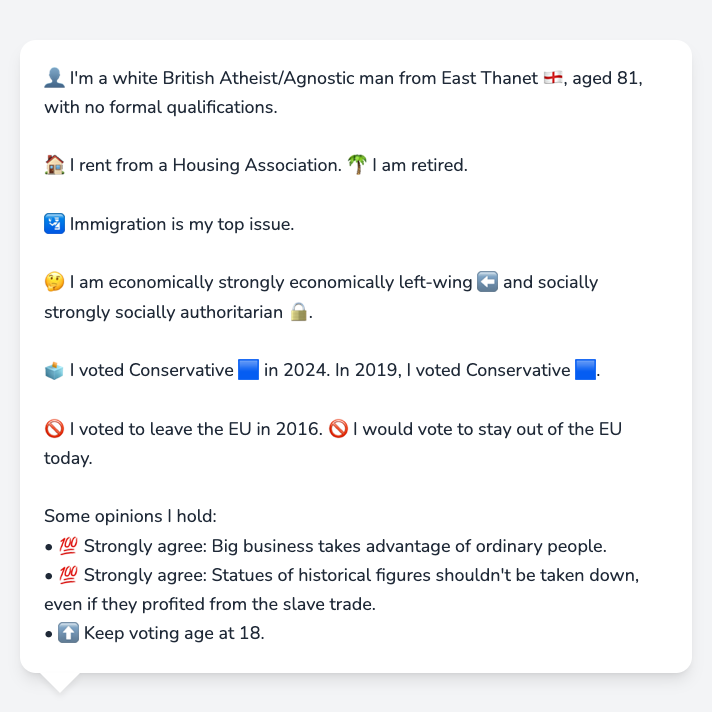 👤 I'm a white British Atheist/Agnostic man from East Thanet 🏴󠁧󠁢󠁥󠁮󠁧󠁿, aged 81,
with no formal qualifications.
🏠 I rent from a Housing Association. 🌴 I am retired.
🛂 Immigration is my top issue.
🤔 I am economically strongly economically left-wing ⬅️ and socially
strongly socially authoritarian 🔒.
🗳️ I voted Conservative 🟦 in 2024. In 2019, I voted Conservative 🟦.
🚫 I voted to leave the EU in 2016. 🚫 I would vote to stay out of the EU
today.
Some opinions I hold:
• 💯 Strongly agree: Big business takes advantage of ordinary people.
• 💯 Strongly agree: Statues of historical figures shouldn't be taken down,
even if they profited from the slave trade.
• ⬆️ Keep voting age at 18.